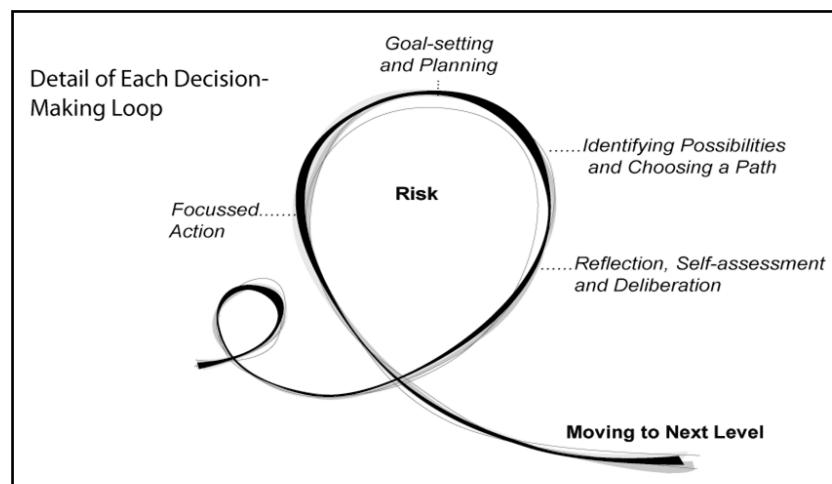 Detail of Each Decision-
Making Loop
Goal-setting
and Planning
Identifying Possibilities
and Choosing a Path
Risk
Focussed
Action
Reflection, Self-assessment
and Deliberation
Moving to Next Level